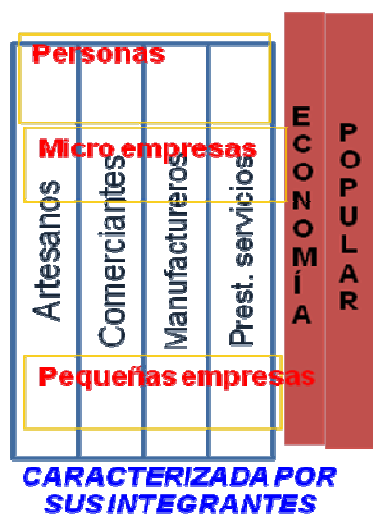 Personas
Micro empresas
Artesanos
Comerciantes
Manufactureros
Prest. servicios
Pequeñas empresas
ECONOMÍA
POPULAR
CARACTERIZADA POR
SUS INTEGRANTES